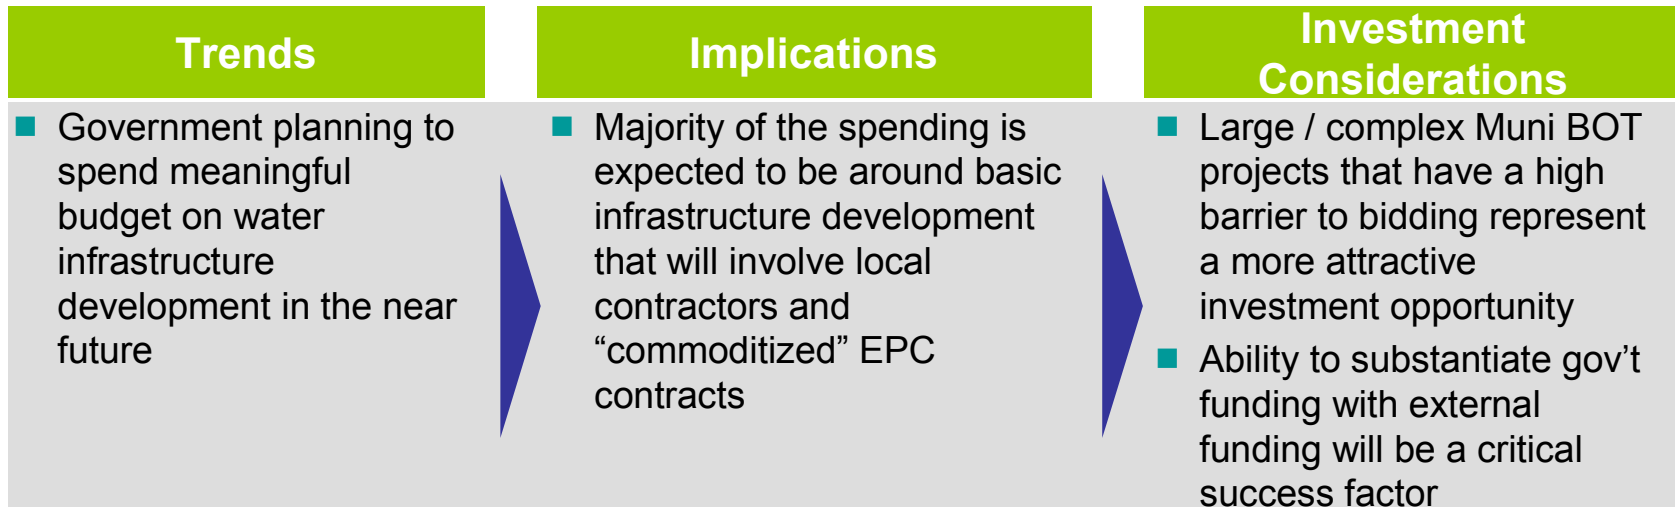 Trends
Government planning to
spend meaningful
budget on water
infrastructure
development in the near
future
Implications
Majority of the spending is
expected to be around basic
infrastructure development
that will involve local
contractors and
“commoditized” EPC
contracts
Investment
Considerations
Large / complex Muni BOT
projects that have a high
barrier to bidding represent
a more attractive
investment opportunity
Ability to substantiate gov’t
funding with external
funding will be a critical
success factor